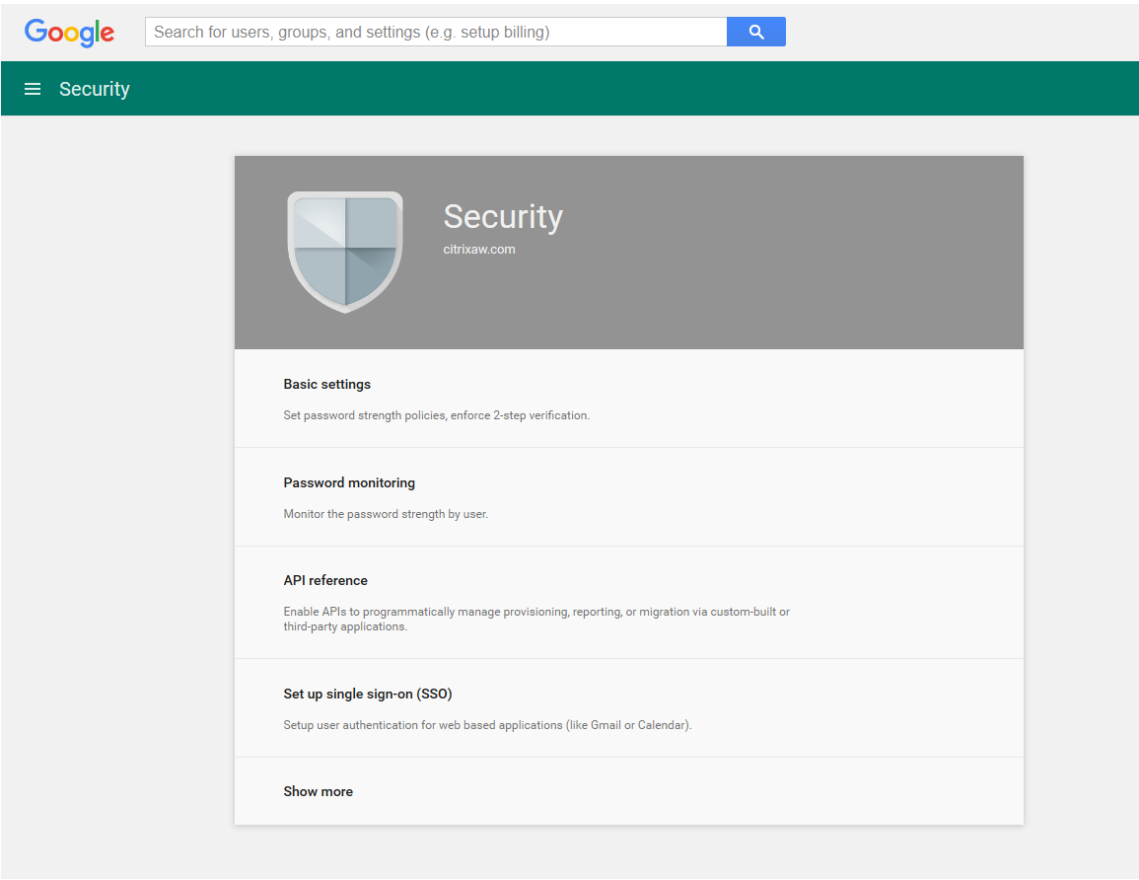 Google
Search for users, groups, and settings (e.g. setup billing)
Security
Security
citrixaw.com
Basic settings
Set password strength policies, enforce 2-step verification.
Password monitoring
Monitor the password strength by user.
API reference
Enable APIs to programmatically manage provisioning, reporting, or migration via custom-built or
third-party applications.
Set up single sign-on (SSO)
Setup user authentication for web based applications (like Gmail or Calendar).
Show more